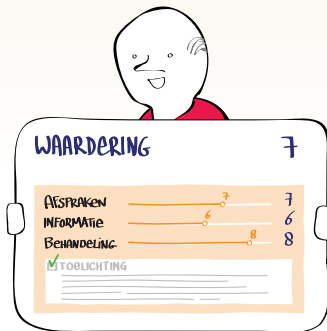 WAARDERING 7
AFSPRAKEN 7 7
INFORMATIE 6 6
BEHANDELING 8 8
TOELICHTING